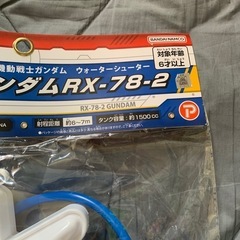 BANDAI NAMCO
機動戦士ガンダム ウォーターシューター
対象年齢
6才以上
ンダムRX-78-2
RX-78-2 GUNDAM
射程距離 約6~7m
タンク容量:約1500cc
P